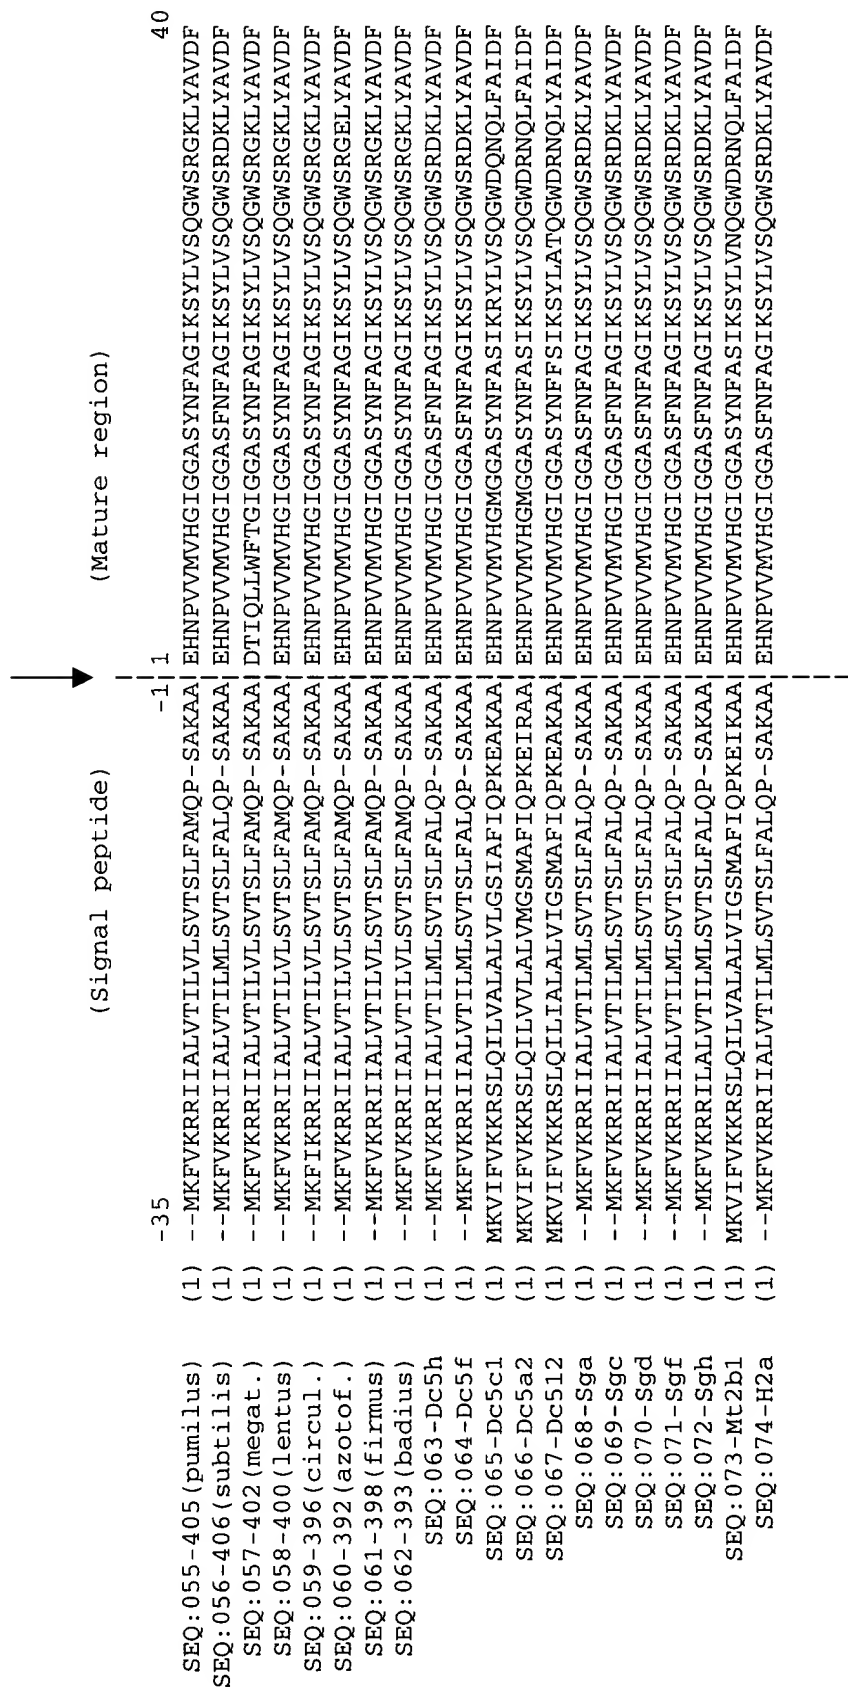 (Signal peptide) (Mature region)
-35 -1 1 40
SEQ:055-405(pumilus) (1) --MKFVKRRIIALVTILVLSVTSLFAMQP-SAKAA EHNPVVMVHGIGGASYNFAGIKSYLVSQGWSRGKLYAVDF
SEQ:056-406(subtilis) (1) --MKFVKRRIIALVTILMLSVTSLFALQP-SAKAA EHNPVVMVHGIGGASFNFAGIKSYLVSQGWSRDKLYAVDF
SEQ:057-402(megat.) (1) --MKFVKRRIIALVTILVLSVTSLFAMQP-SAKAA DTIQLLWFTGIGGASYNFAGIKSYLVSQGWSRGKLYAVDF
SEQ:058-400(lentus) (1) --MKFVKRRIIALVTILVLSVTSLFAMQP-SAKAA EHNPVVMVHGIGGASYNFAGIKSYLVSQGWSRGKLYAVDF
SEQ:059-396(circul.) (1) --MKFIKRRIIALVTILVLSVTSLFAMQP-SAKAA EHNPVVMVHGIGGASYNFAGIKSYLVSQGWSRGKLYAVDF
SEQ:060-392(azotof.) (1) --MKFVKRRIIALVTILVLSVTSLFAMQP-SAKAA EHNPVVMVHGIGGASYNFAGIKSYLVSQGWSRGELYAVDF
SEQ:061-398(firmus) (1) --MKFVKRRIIALVTILVLSVTSLFAMQP-SAKAA EHNPVVMVHGIGGASYNFAGIKSYLVSQGWSRGKLYAVDF
SEQ:062-393(badius) (1) --MKFVKRRIIALVTILVLSVTSLFAMQP-SAKAA EHNPVVMVHGIGGASYNFAGIKSYLVSQGWSRGKLYAVDF
SEQ:063-Dc5h (1) --MKFVKRRIIALVTILMLSVTSLFALQP-SAKAA EHNPVVMVHGIGGASFNFAGIKSYLVSQGWSRDKLYAVDF
SEQ:064-Dc5f (1) --MKFVKRRIIALVTILMLSVTSLFALQP-SAKAA EHNPVVMVHGIGGASFNFAGIKSYLVSQGWSRDKLYAVDF
SEQ:065-Dc5c1 (1) MKVIFVKKRSLQILVALALVLGSIAFIQPKEAKAA EHNPVVMVHGMGGASYNFASIKRYLVSQGWDQNQLFAIDF
SEQ:066-Dc5a2 (1) MKVIFVKKRSLQILVVLALVMGSMAFIQPKEIRAA EHNPVVMVHGMGGASYNFASIKSYLVSQGWDRNQLFAIDF
SEQ:067-Dc512 (1) MKVIFVKKRSLQILIALALVIGSMAFIQPKEAKAA EHNPVVMVHGIGGASYNFFSIKSYLATQGWDRNQLYAIDF
SEQ:068-Sga (1) --MKFVKRRIIALVTILMLSVTSLFALQP-SAKAA EHNPVVMVHGIGGASFNFAGIKSYLVSQGWSRDKLYAVDF
SEQ:069-Sgc (1) --MKFVKRRIIALVTILMLSVTSLFALQP-SAKAA EHNPVVMVHGIGGASFNFAGIKSYLVSQGWSRDKLYAVDF
SEQ:070-Sgd (1) --MKFVKRRIIALVTILMLSVTSLFALQP-SAKAA EHNPVVMVHGIGGASFNFAGIKSYLVSQGWSRDKLYAVDF
SEQ:071-Sgf (1) --MKFVKRRIIALVTILMLSVTSLFALQP-SAKAA EHNPVVMVHGIGGASFNFAGIKSYLVSQGWSRDKLYAVDF
SEQ:072-Sgh (1) --MKFVKRRILALVTILMLSVTSLFALQP-SAKAA EHNPVVMVHGIGGASFNFAGIKSYLVSQGWSRDKLYAVDF
SEQ:073-Mt2b1 (1) MKVIFVKKRSLQILVALALVIGSMAFIQPKEIKAA EHNPVVMVHGIGGASYNFASIKSYLVNQGWDRNQLFAIDF
SEQ:074-H2a (1) --MKFVKRRIIALVTILMLSVTSLFALQP-SAKAA EHNPVVMVHGIGGASFNFAGIKSYLVSQGWSRDKLYAVDF